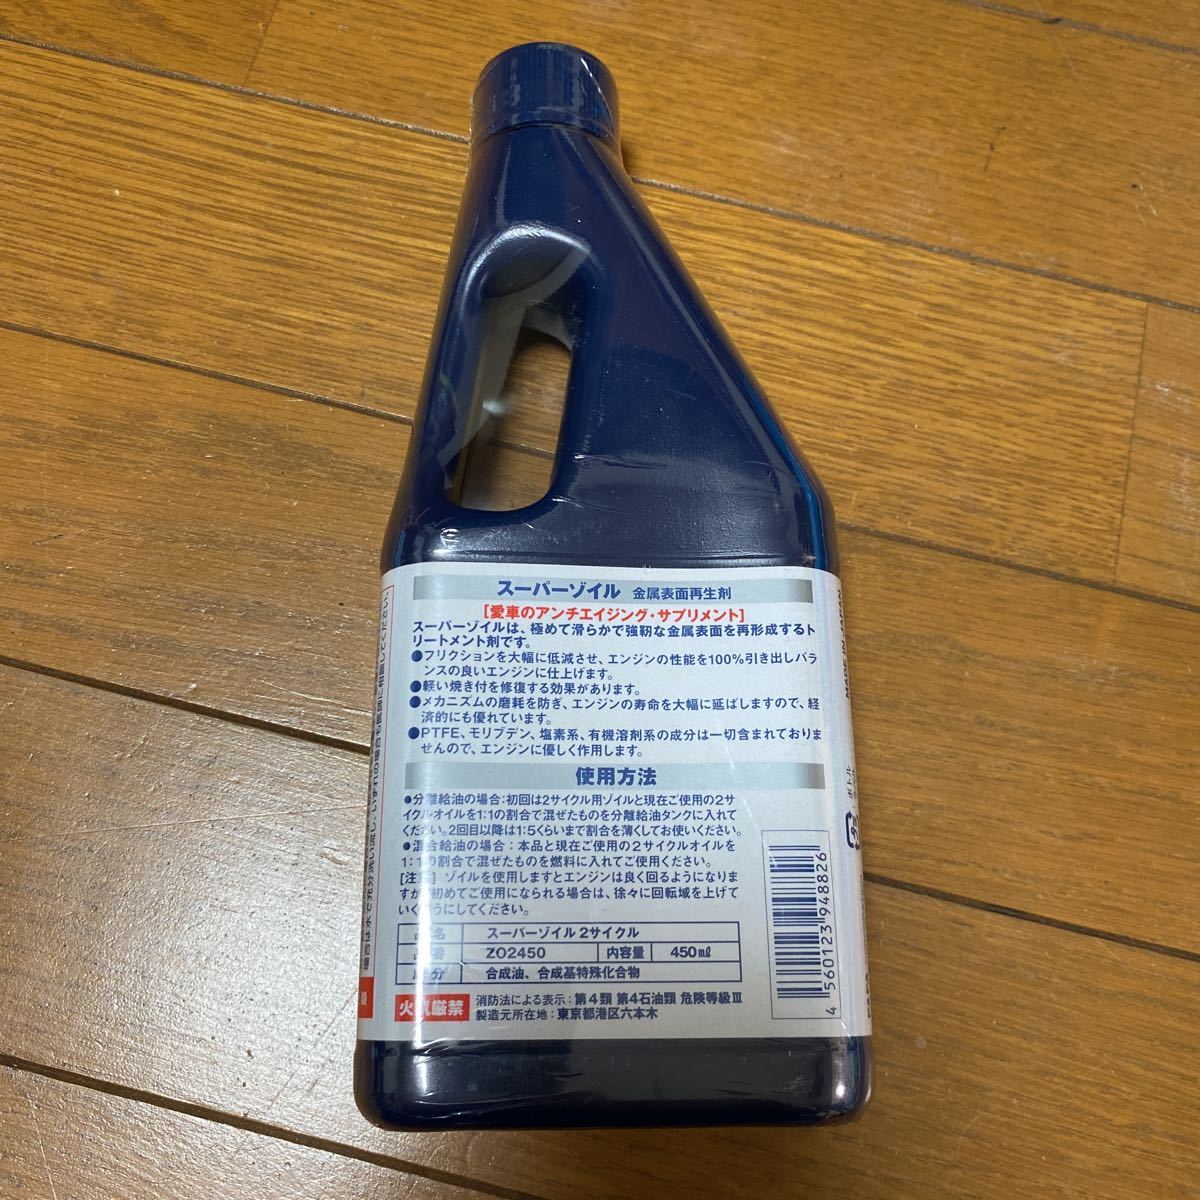 スーパーゾイル 金属表面再生剤
[愛車のアンチエイジング・サプリメント]
スーパーゾイルは、極めて滑らかで強靭な金属表面を再形成するト
リートメント剤です。
●フリクションを大幅に低減させ、エンジンの性能を100%引き出しバラ
ンスの良いエンジンに仕上げます。
●軽い焼き付を修復する効果があります。
●メカニズムの磨耗を防ぎ、エンジンの寿命を大幅に延ばしますので、経
済的にも優れています。
●PTFE、モリブデン、塩素系、有機溶剤系の成分は一切含まれておりま
せんので、エンジンに優しく作用します。
使用方法
●分離給油の場合:初回は2サイクル用ゾイルと現在ご使用の2サ
イクルオイルを1:1の割合で混ぜたものを分離給油タンクに入れて
ください。2回目以降は1:5くらいまで割合を薄くしてお使いください。
●混合給油の場合:本品と現在ご使用の2サイクルオイルを
1:1の割合で混ぜたものを燃料に入れてご使用ください。
[注意] ゾイルを使用しますとエンジンは良く回るようになりま
すが、初めてご使用になられる場合は、徐々に回転域を上げて
いくようにしてください。
品名 スーパーゾイル2サイクル
品番 ZO2450 内容量 450㎖
成分 合成油、合成基特殊化合物
火気厳禁 消防法による表示:第4類 第4石油類 危険等級Ⅲ
製造元所在地:東京都港区六本木
4 560123 948826
MADE IN JAPAN
ボトル